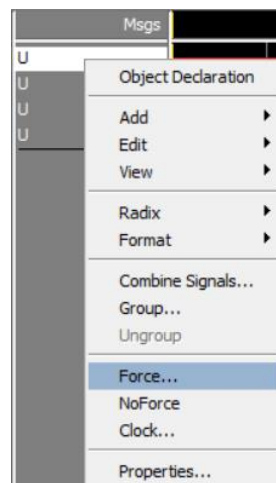 Msgs
U
U
U
U
Object Declaration
Add
Edit
View
Radix
Format
Combine Signals...
Group...
Ungroup
Force...
NoForce
Clock...
Properties...